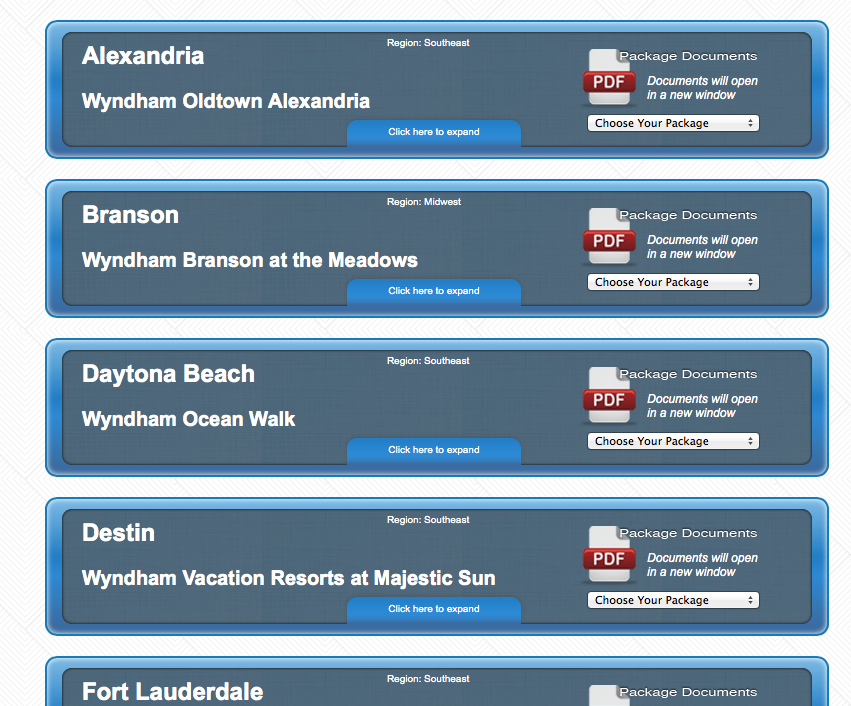 Alexandria
Region: Southeast
Package Documents
PDF
Documents will open
in a new window
Wyndham Oldtown Alexandria
Choose Your Package
Click here to expand
Branson
Region: Midwest
Package Documents
PDF
Documents will open
in a new window
Wyndham Branson at the Meadows
Choose Your Package
Click here to expand
Daytona Beach
Region: Southeast
Package Documents
PDF
Documents will open
in a new window
Wyndham Ocean Walk
Choose Your Package
Click here to expand
Destin
Region: Southeast
Package Documents
PDF
Documents will open
in a new window
Wyndham Vacation Resorts at Majestic Sun
Choose Your Package
Click here to expand
Fort Lauderdale
Region: Southeast
Package Documents